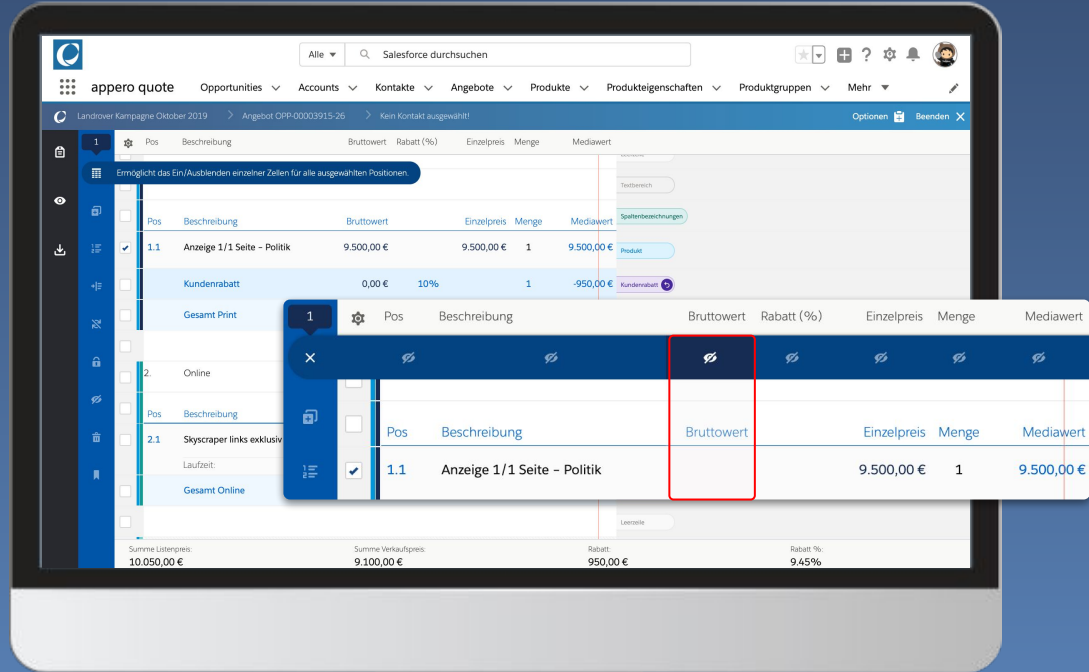 Alle Salesforce durchsuchen
appero quote Opportunities Accounts Kontakte Angebote Produkte Produkteigenschaften Produktgruppen Mehr
Landrover Kampagne Oktober 2019 > Angebot OPP-00003915-26 > Kein Kontakt ausgewählt! Optionen Beenden
1 Pos Beschreibung Bruttowert Rabatt (%) Einzelpreis Menge Mediawert
Ermöglicht das Ein/Ausblenden einzelner Zellen für alle ausgewählten Positionen.
Textbereich
Pos Beschreibung Bruttowert Einzelpreis Menge Mediawert Spaltenbezeichnungen
1.1 Anzeige 1/1 Seite – Politik 9.500,00 € 9.500,00 € 1 9.500,00 € Produkt
Kundenrabatt 0,00 € 10% 1 -950,00 € Kundenrabatt
Gesamt Print
2. Online
Pos Beschreibung
2.1 Skyscraper links exklusiv
Laufzeit:
Gesamt Online
1 Pos Beschreibung Bruttowert Rabatt (%) Einzelpreis Menge Mediawert
Pos Beschreibung Bruttowert Einzelpreis Menge Mediawert
1.1 Anzeige 1/1 Seite – Politik 9.500,00 € 1 9.500,00 €
Leerzeile
Summe Listenpreis: Summe Verkaufspreis: Rabatt: Rabatt %:
10.050,00 € 9.100,00 € 950,00 € 9.45%